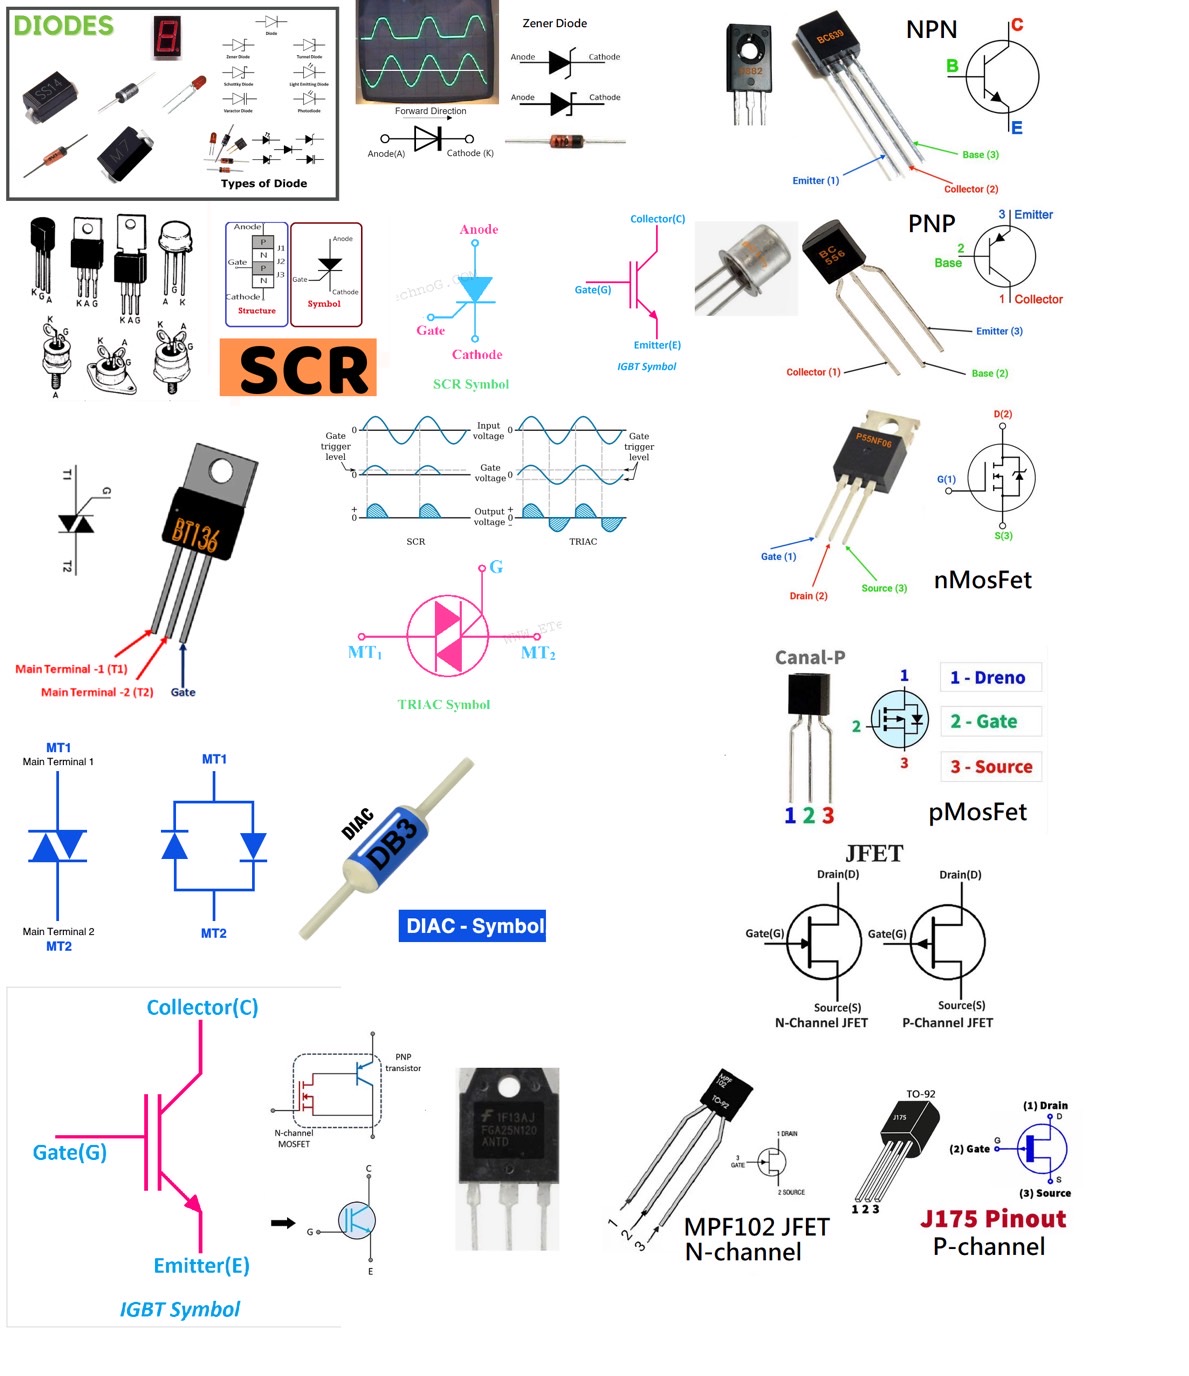 DIODES
SS14
M7
Diode
Zener Diode
Tunnel Diode
Schottky Diode
Light Emitting Diode
Varactor Diode
Photodiode
Types of Diode
Forward Direction
Anode(A)
Cathode (K)
Zener Diode
Anode
Cathode
Anode
Cathode
BC639
NPN
C
B
E
Base (3)
Emitter (1)
Collector (2)
K G A
K A G
K A G
A G K
K G
A
K A
G
K A
G
Anode
P
N
P
N
J1
J2
J3
Gate
Cathode
Structure
Anode
Gate
Cathode
Symbol
SCR
Anode
Gate
Cathode
SCR Symbol
Collector(C)
Gate(G)
Emitter(E)
IGBT Symbol
BC
556
PNP
3 Emitter
2
Base
1 Collector
Emitter (3)
Collector (1)
Base (2)
T1
G
T2
BT136
Main Terminal -1 (T1)
Main Terminal -2 (T2)
Gate
Gate
trigger
level
0
Input
voltage
0
Gate
trigger
level
0
Gate
voltage
0
+
0
Output
voltage
+
0
–
SCR
TRIAC
G
MT1
MT2
TRIAC Symbol
P55NF06
D(2)
G(1)
S(3)
Gate (1)
Drain (2)
Source (3)
nMosFet
Canal-P
1
2
3
1 - Dreno
2 - Gate
3 - Source
1 2 3
pMosFet
MT1
Main Terminal 1
Main Terminal 2
MT2
MT1
MT2
DIAC
DB3
DIAC - Symbol
JFET
Drain(D)
Drain(D)
Gate(G)
Gate(G)
Source(S)
Source(S)
N-Channel JFET
P-Channel JFET
Collector(C)
Gate(G)
Emitter(E)
IGBT Symbol
PNP
transistor
N-channel
MOSFET
C
G
E
1F13AJ
FGA25N120
ANTD
MPF
102
TO-92
1
2
3
1 DRAIN
3
GATE
2 SOURCE
MPF102 JFET
N-channel
TO-92
J175
1 2 3
(1) Drain
D
(2) Gate
G
S
(3) Source
J175 Pinout
P-channel